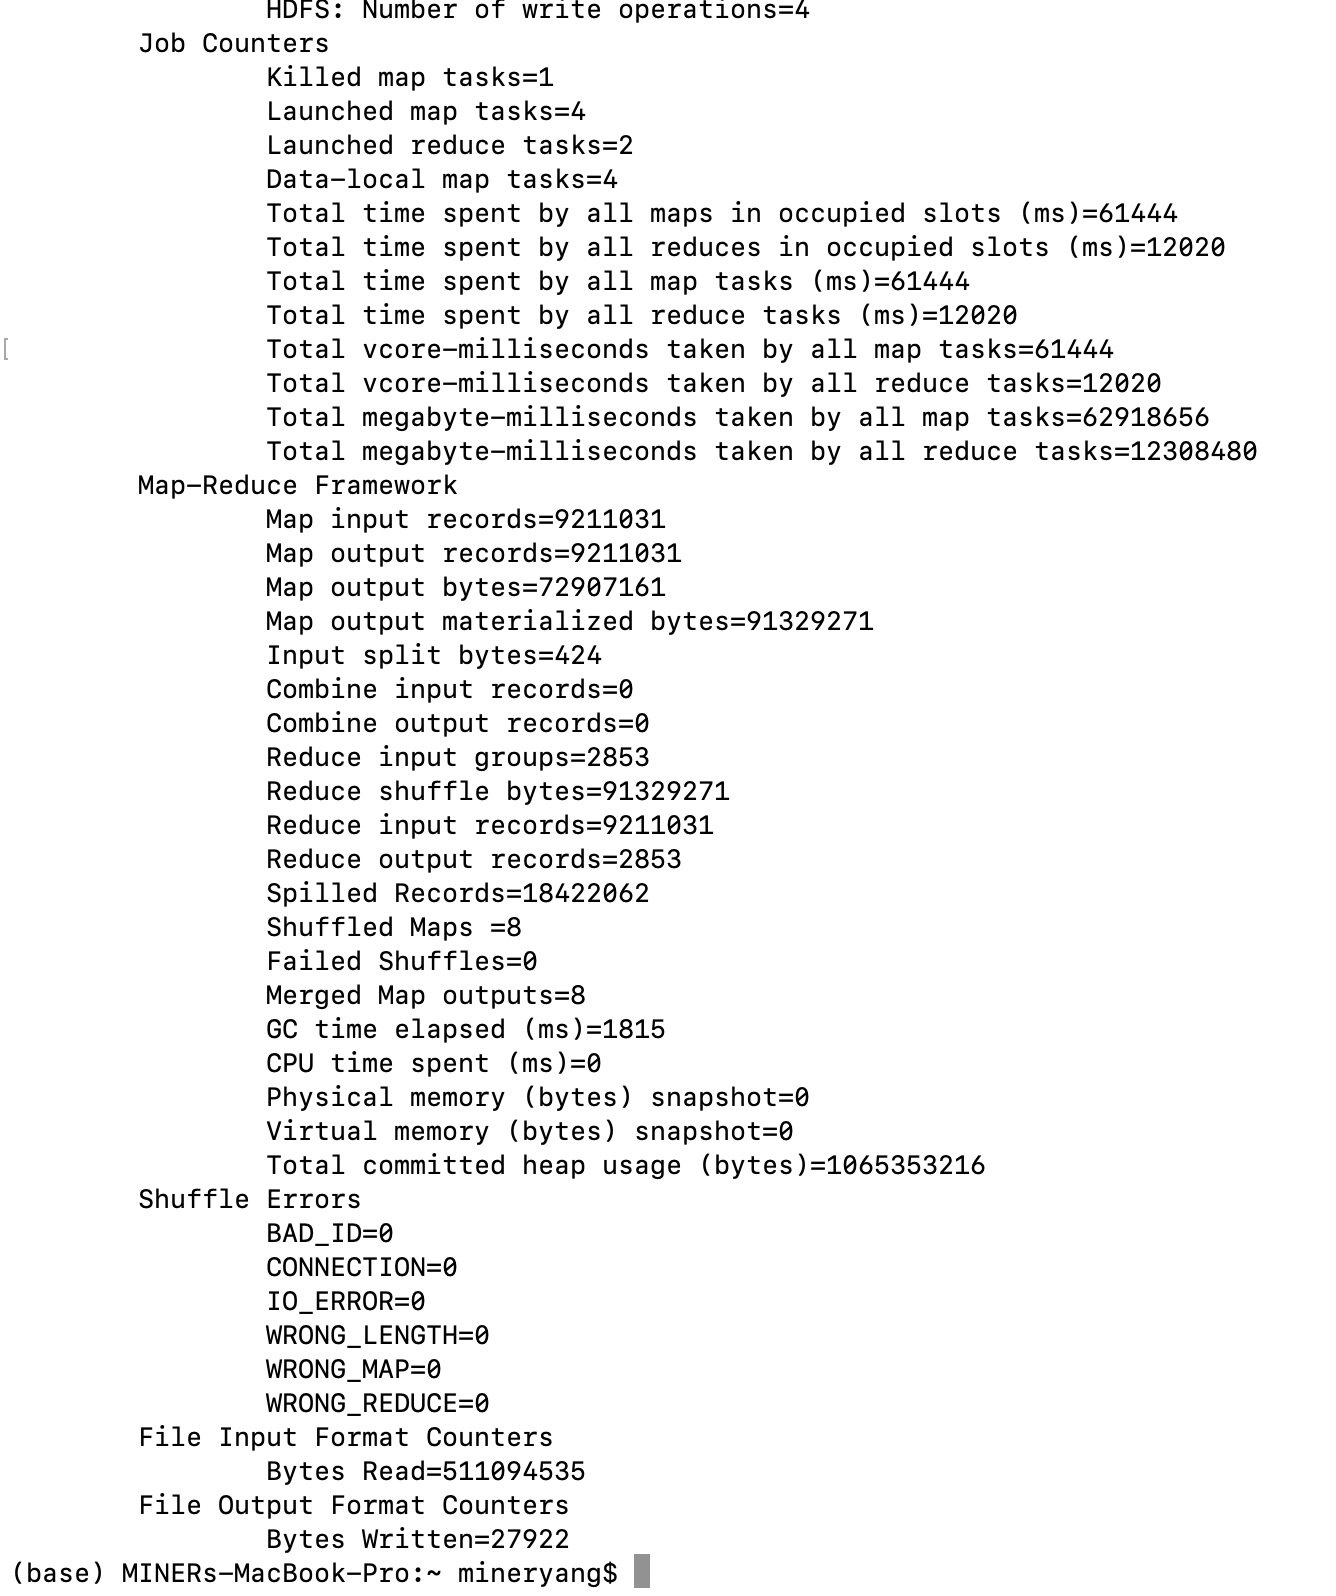 HDFS: Number of write operations=4
Job Counters
Killed map tasks=1
Launched map tasks=4
Launched reduce tasks=2
Data-local map tasks=4
Total time spent by all maps in occupied slots (ms)=61444
Total time spent by all reduces in occupied slots (ms)=12020
Total time spent by all map tasks (ms)=61444
Total time spent by all reduce tasks (ms)=12020
[ Total vcore-milliseconds taken by all map tasks=61444
Total vcore-milliseconds taken by all reduce tasks=12020
Total megabyte-milliseconds taken by all map tasks=62918656
Total megabyte-milliseconds taken by all reduce tasks=12308480
Map-Reduce Framework
Map input records=9211031
Map output records=9211031
Map output bytes=72907161
Map output materialized bytes=91329271
Input split bytes=424
Combine input records=0
Combine output records=0
Reduce input groups=2853
Reduce shuffle bytes=91329271
Reduce input records=9211031
Reduce output records=2853
Spilled Records=18422062
Shuffled Maps =8
Failed Shuffles=0
Merged Map outputs=8
GC time elapsed (ms)=1815
CPU time spent (ms)=0
Physical memory (bytes) snapshot=0
Virtual memory (bytes) snapshot=0
Total committed heap usage (bytes)=1065353216
Shuffle Errors
BAD_ID=0
CONNECTION=0
IO_ERROR=0
WRONG_LENGTH=0
WRONG_MAP=0
WRONG_REDUCE=0
File Input Format Counters
Bytes Read=511094535
File Output Format Counters
Bytes Written=27922
(base) MINERs-MacBook-Pro:~ mineryang$